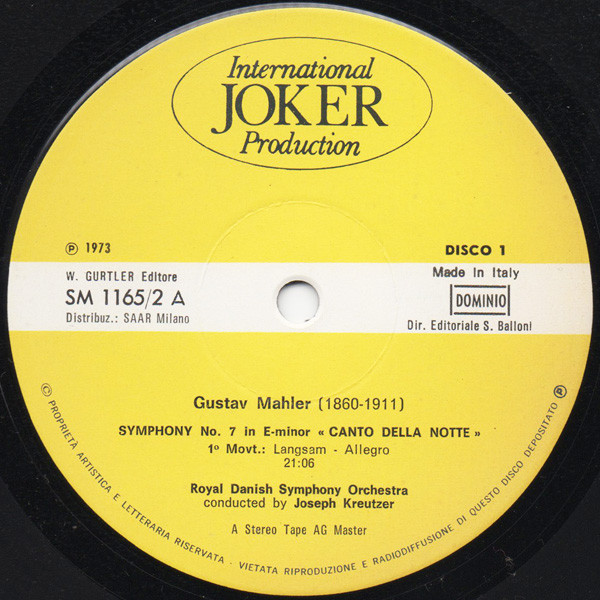 International
JOKER
Production
℗ 1973
DISCO 1
W. GURTLER Editore
Made in Italy
SM 1165/2 A
DOMINIO
Distribuz.: SAAR Milano
Dir. Editoriale S. Balloni
Gustav Mahler (1860-1911)
SYMPHONY No. 7 in E-minor « CANTO DELLA NOTTE »
1º Movt.: Langsam - Allegro
21:06
Royal Danish Symphony Orchestra
conducted by Joseph Kreutzer
A Stereo Tape AG Master
© PROPRIETÀ ARTISTICA E LETTERARIA RISERVATA - VIETATA RIPRODUZIONE E RADIODIFFUSIONE DI QUESTO DISCO DEPOSITATO ℗